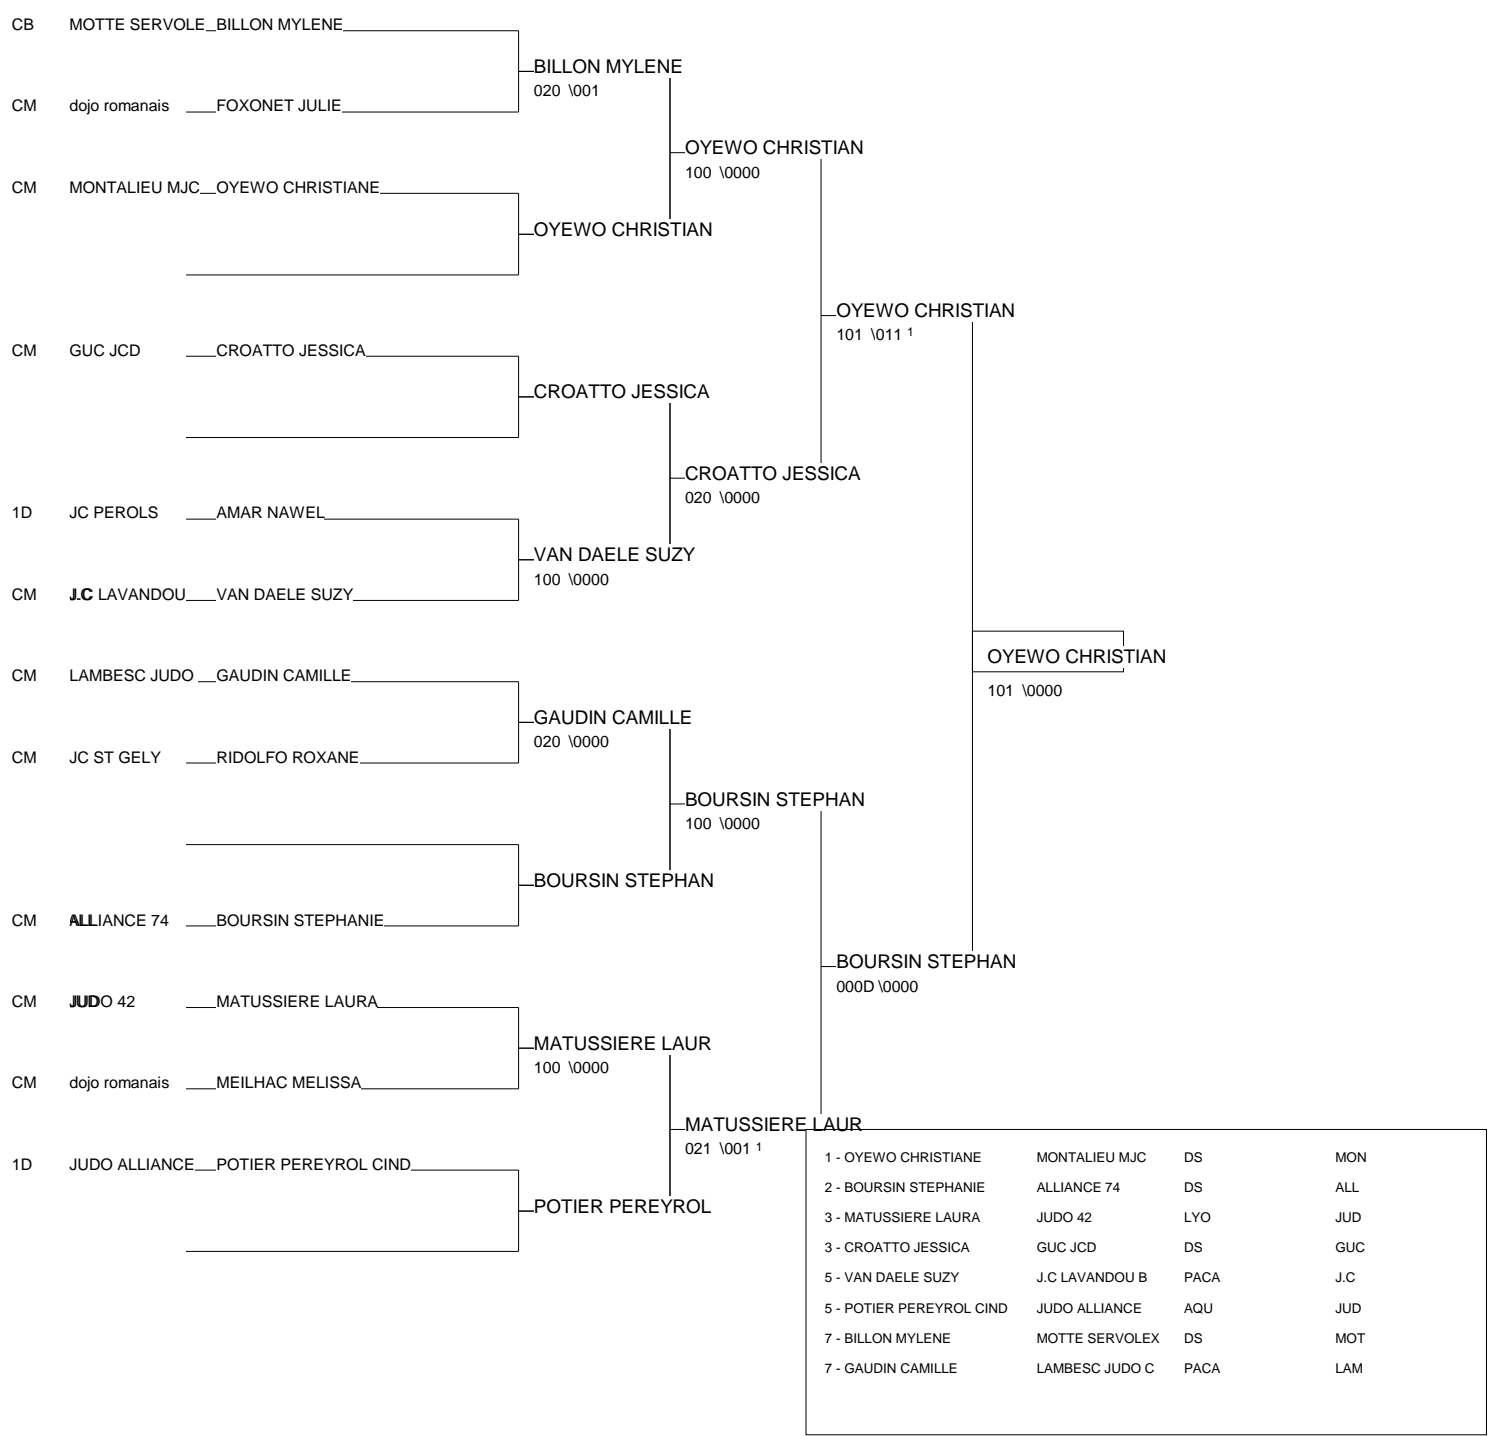 CB MOTTE SERVOLE BILLON MYLENE
BILLON MYLENE
020 \001
CM dojo romanais FOXONET JULIE
OYEWO CHRISTIAN
100 \0000
CM MONTALIEU MJC OYEWO CHRISTIANE
OYEWO CHRISTIAN
OYEWO CHRISTIAN
101 \011 1
CM GUC JCD CROATTO JESSICA
CROATTO JESSICA
CROATTO JESSICA
020 \0000
1D JC PEROLS AMAR NAWEL
VAN DAELE SUZY
100 \0000
CM J.C LAVANDOU VAN DAELE SUZY
OYEWO CHRISTIAN
101 \0000
CM LAMBESC JUDO GAUDIN CAMILLE
GAUDIN CAMILLE
020 \0000
CM JC ST GELY RIDOLFO ROXANE
BOURSIN STEPHAN
100 \0000
BOURSIN STEPHAN
CM ALLIANCE 74 BOURSIN STEPHANIE
BOURSIN STEPHAN
000D \0000
CM JUDO 42 MATUSSIERE LAURA
MATUSSIERE LAUR
100 \0000
CM dojo romanais MEILHAC MELISSA
MATUSSIERE LAUR
021 \001 1
1D JUDO ALLIANCE POTIER PEREYROL CIND
POTIER PEREYROL
1 - OYEWO CHRISTIANE MONTALIEU MJC DS MON
2 - BOURSIN STEPHANIE ALLIANCE 74 DS ALL
3 - MATUSSIERE LAURA JUDO 42 LYO JUD
3 - CROATTO JESSICA GUC JCD DS GUC
5 - VAN DAELE SUZY J.C LAVANDOU B PACA J.C
5 - POTIER PEREYROL CIND JUDO ALLIANCE AQU JUD
7 - BILLON MYLENE MOTTE SERVOLEX DS MOT
7 - GAUDIN CAMILLE LAMBESC JUDO C PACA LAM